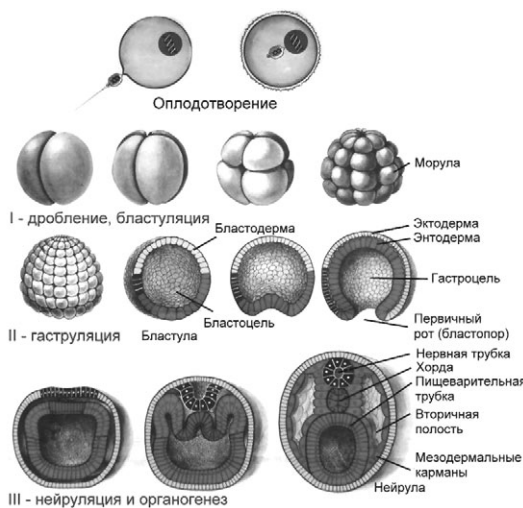 Оплодотворение
Морула
I - дробление, бластуляция
Бластодерма
Эктодерма
Энтодерма
Гастроцель
Бластоцель
Первичный
рот (бластопор)
II - гаструляция
Бластула
Нервная трубка
Хорда
Пищеварительная
трубка
Вторичная
полость
Мезодермальные
карманы
Нейрула
III - нейруляция и органогенез